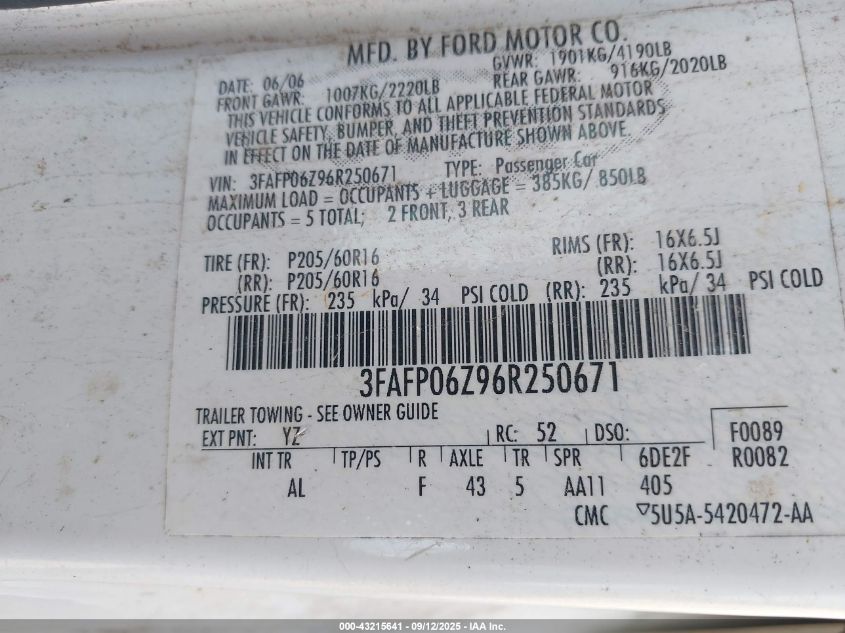 MFD. BY FORD MOTOR CO.
DATE: 06/06 GVWR: 1901KG/4190LB
FRONT GAWR: 1007KG/2220LB REAR GAWR: 916KG/2020LB
THIS VEHICLE CONFORMS TO ALL APPLICABLE FEDERAL MOTOR
VEHICLE SAFETY, BUMPER, AND THEFT PREVENTION STANDARDS
IN EFFECT ON THE DATE OF MANUFACTURE SHOWN ABOVE.
VIN: 3FAFP06Z96R250671 TYPE: Passenger Car
MAXIMUM LOAD = OCCUPANTS + LUGGAGE = 385KG/ 850LB
OCCUPANTS = 5 TOTAL; 2 FRONT, 3 REAR
TIRE (FR): P205/60R16 RIMS (FR): 16X6.5J
(RR): P205/60R16 (RR): 16X6.5J
PRESSURE (FR): 235 kPa/ 34 PSI COLD (RR): 235 kPa/ 34 PSI COLD
3FAFP06Z96R250671
TRAILER TOWING - SEE OWNER GUIDE
EXT PNT: YZ RC: 52 DSO: F0089
INT TR TP/PS R AXLE TR SPR 6DE2F R0082
AL F 43 5 AA11 405
CMC 5U5A-5420472-AA
000-43215641 - 09/12/2025 - IAA Inc.